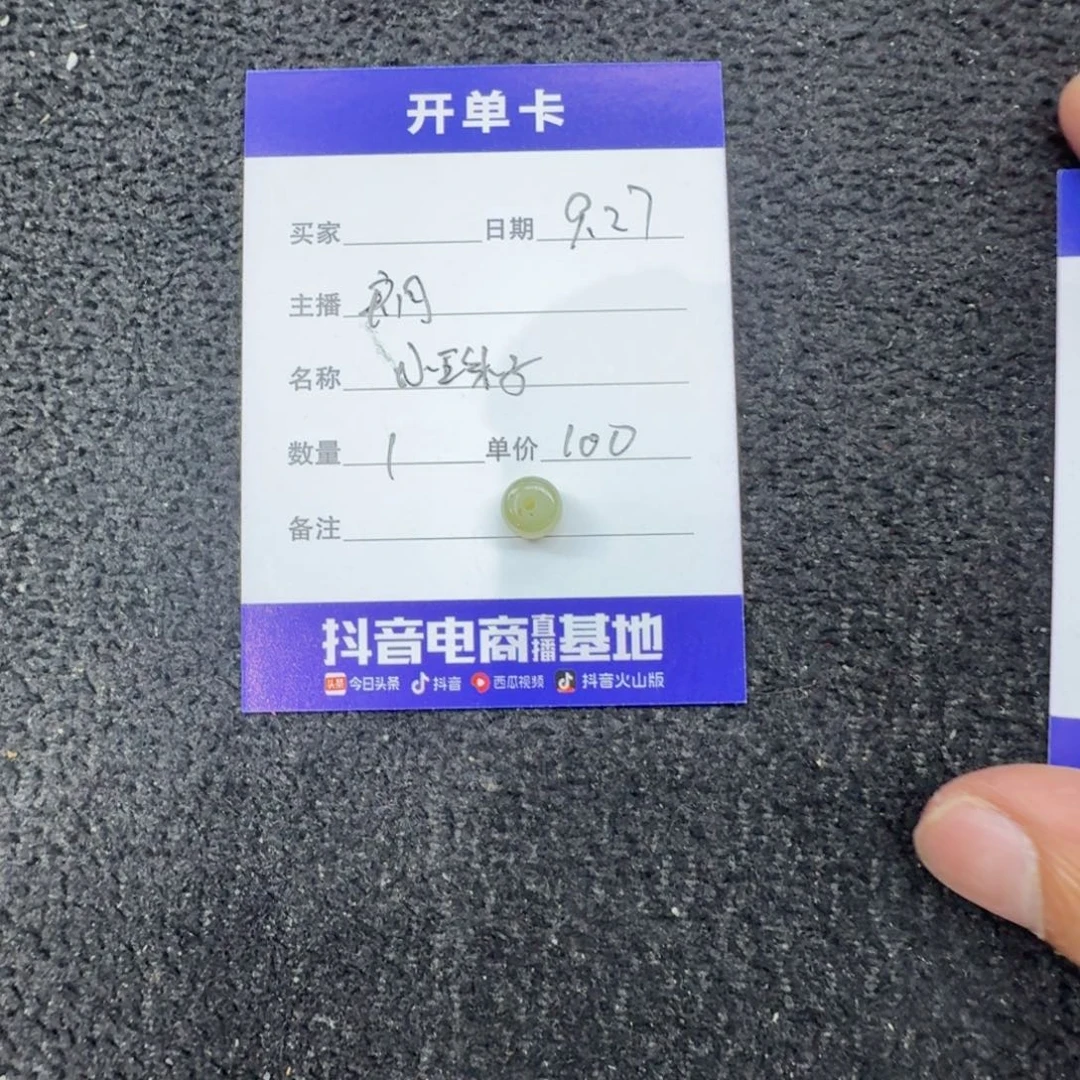 开单卡
买家 日期 9.27
主播
名称 小玉珠子
数量 1 单价 100
备注
抖音电商直播基地
头条 今日头条 抖音 西瓜视频 抖音火山版